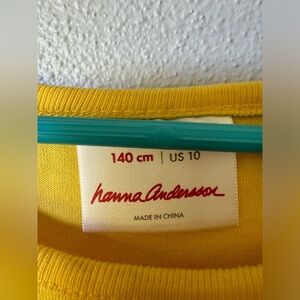 140 cm | US 10
hanna andersson
MADE IN CHINA